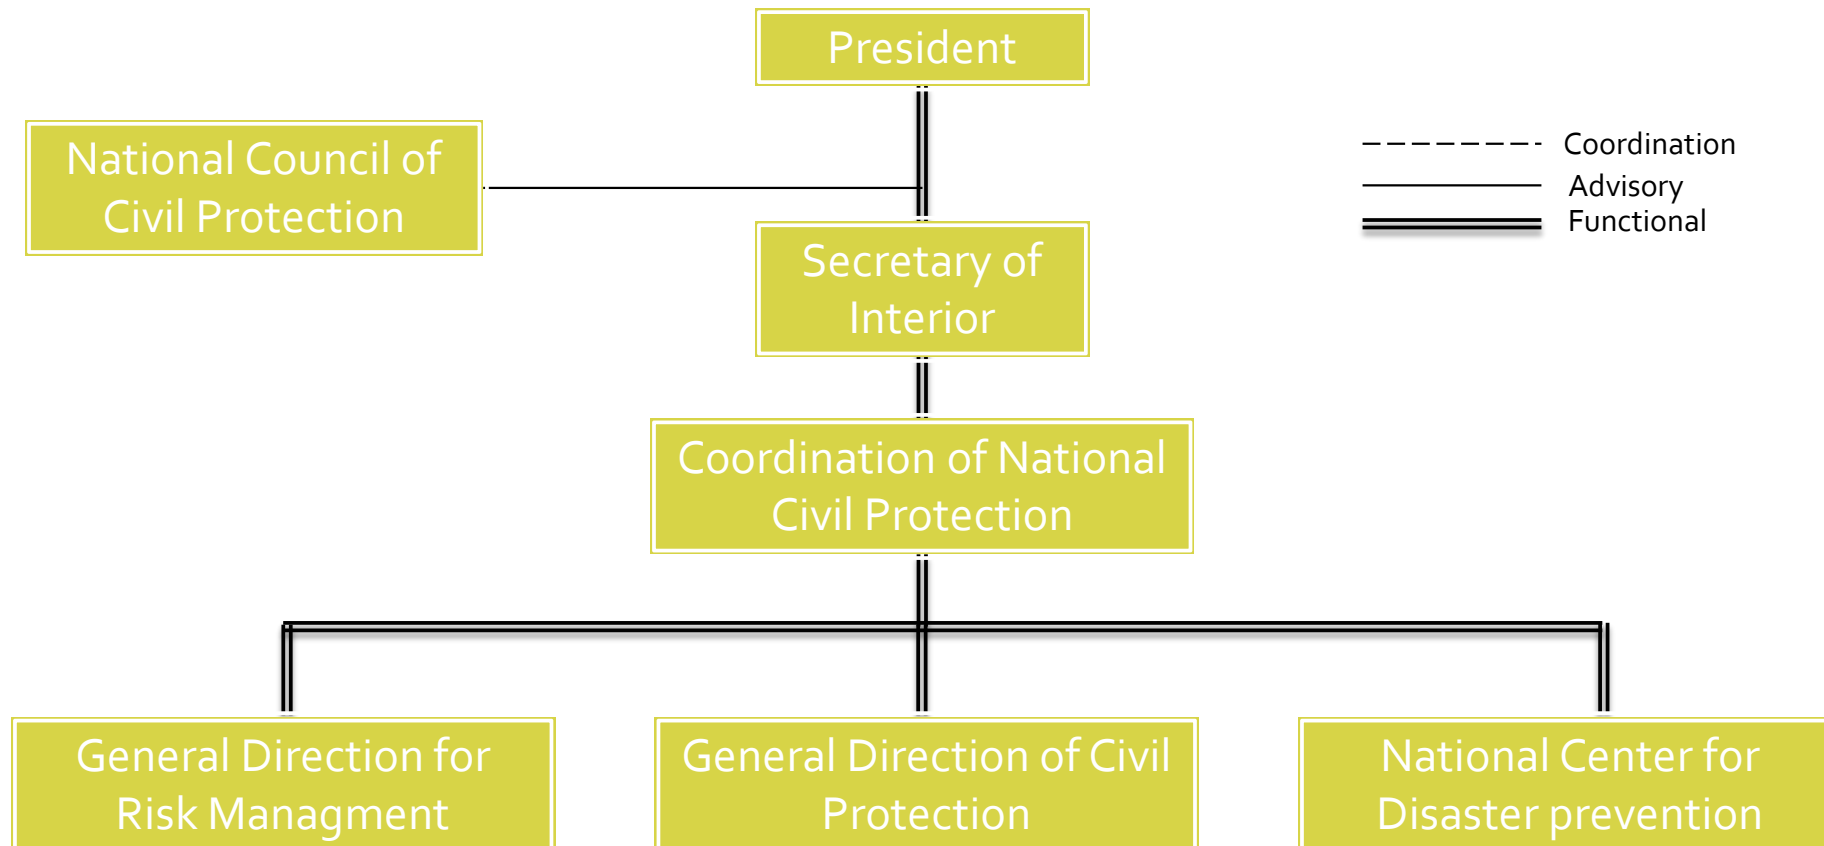 President
National Council of
Civil Protection
Coordination
Advisory
Functional
Secretary of
Interior
Coordination of National
Civil Protection
General Direction for
Risk Managment
General Direction of Civil
Protection
National Center for
Disaster prevention